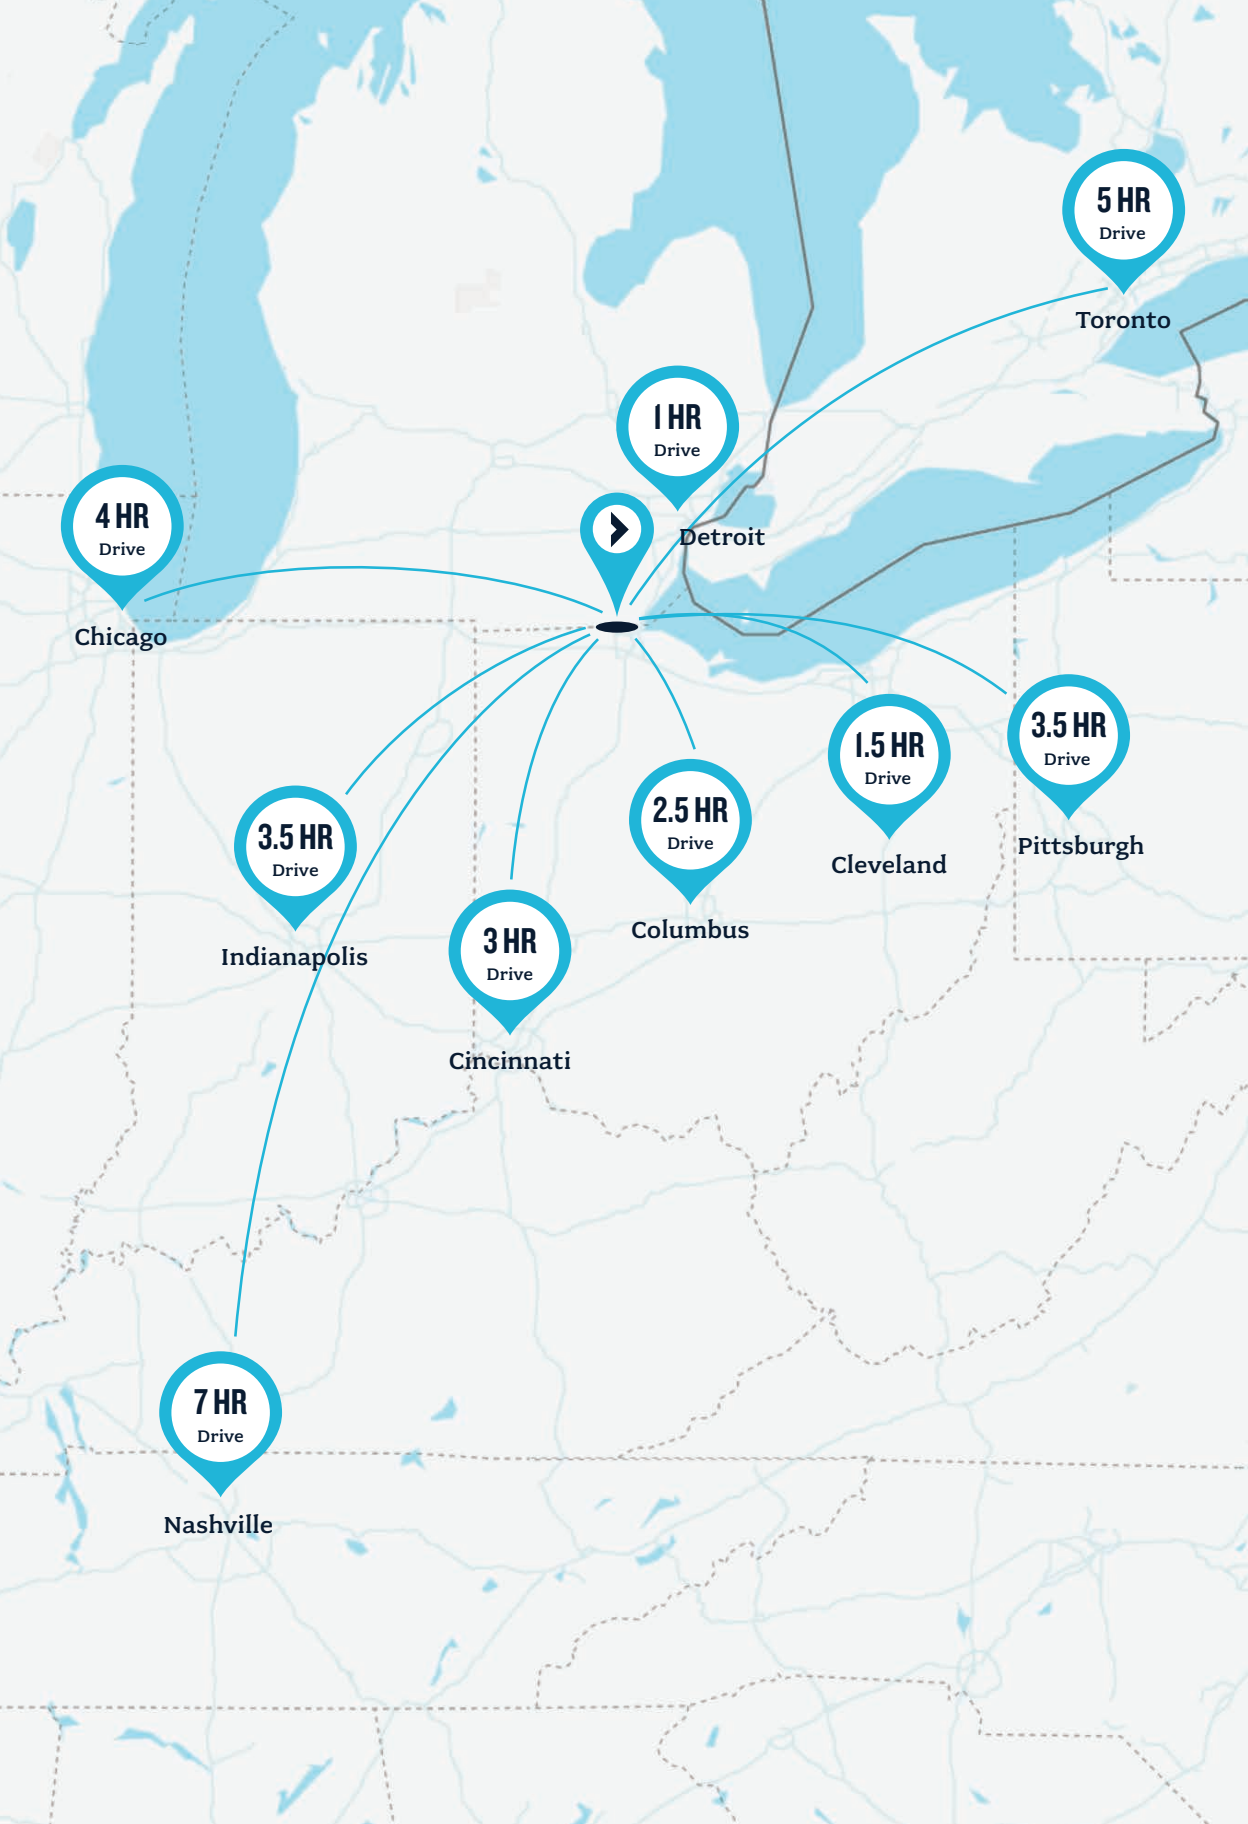 5 HR
Drive
Toronto
1 HR
Drive
Detroit
4 HR
Drive
Chicago
3.5 HR
Drive
Pittsburgh
1.5 HR
Drive
Cleveland
2.5 HR
Drive
Columbus
3.5 HR
Drive
Indianapolis
3 HR
Drive
Cincinnati
7 HR
Drive
Nashville